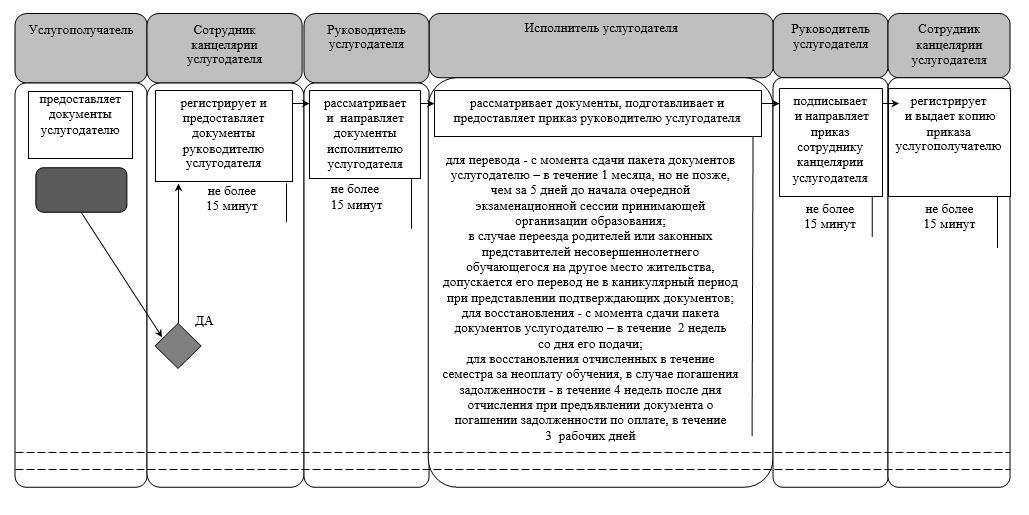 Услугополучатель
Сотрудник
канцелярии
услугодателя
Руководитель
услугодателя
Исполнитель услугодателя
Руководитель
услугодателя
Сотрудник
канцелярии
услугодателя
предоставляет
документы
услугодателю
регистрирует и
предоставляет
документы
руководителю
услугодателя
не более
15 минут
ДА
рассматривает
и направляет
документы
исполнителю
услугодателя
не более
15 минут
рассматривает документы, подготавливает и
предоставляет приказ руководителю услугодателя
для перевода - с момента сдачи пакета документов
услугодателю – в течение 1 месяца, но не позже,
чем за 5 дней до начала очередной
экзаменационной сессии принимающей
организации образования;
в случае переезда родителей или законных
представителей несовершеннолетнего
обучающегося на другое место жительства,
допускается его перевод не в каникулярный период
при представлении подтверждающих документов;
для восстановления - с момента сдачи пакета
документов услугодателю – в течение 2 недель
со дня его подачи;
для восстановления отчисленных в течение
семестра за неоплату обучения, в случае погашения
задолженности - в течение 4 недель после дня
отчисления при предъявлении документа о
погашении задолженности по оплате, в течение
3 рабочих дней
подписывает
и направляет
приказ
сотруднику
канцелярии
услугодателя
не более
15 минут
регистрирует
и выдает копию
приказа
услугополучателю
не более
15 минут